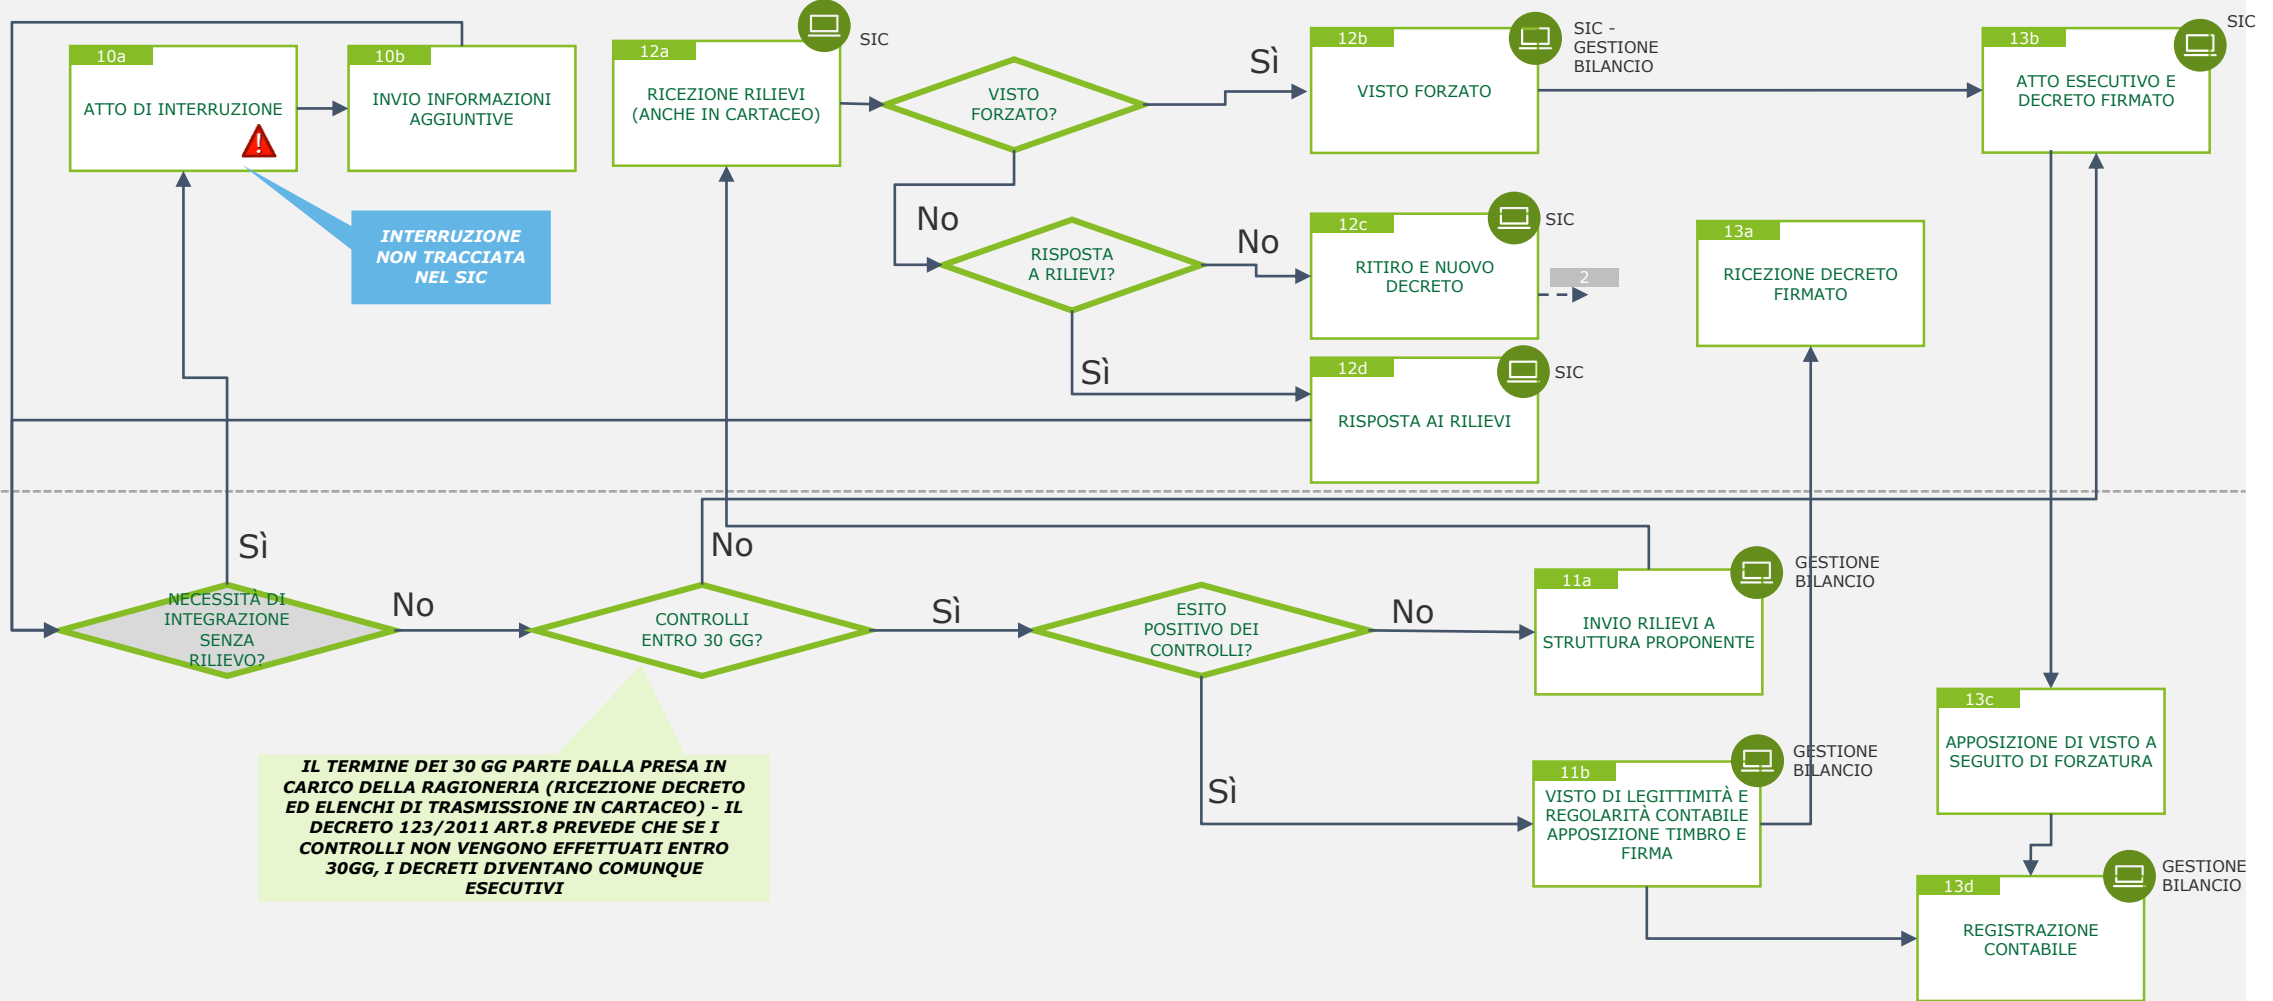 10a
ATTO DI INTERRUZIONE
10b
INVIO INFORMAZIONI
AGGIUNTIVE
INTERRUZIONE
NON TRACCIATA
NEL SIC
12a
SIC
RICEZIONE RILIEVI
(ANCHE IN CARTACEO)
VISTO
FORZATO?
Sì
No
12b
SIC -
GESTIONE
BILANCIO
VISTO FORZATO
13b
SIC
ATTO ESECUTIVO E
DECRETO FIRMATO
RISPOSTA
A RILIEVI?
No
Sì
12c
SIC
RITIRO E NUOVO
DECRETO
2
13a
RICEZIONE DECRETO
FIRMATO
12d
SIC
RISPOSTA AI RILIEVI
Sì
NECESSITÀ DI
INTEGRAZIONE
SENZA
RILIEVO?
No
No
CONTROLLI
ENTRO 30 GG?
Sì
ESITO
POSITIVO DEI
CONTROLLI?
No
Sì
11a
GESTIONE
BILANCIO
INVIO RILIEVI A
STRUTTURA PROPONENTE
IL TERMINE DEI 30 GG PARTE DALLA PRESA IN
CARICO DELLA RAGIONERIA (RICEZIONE DECRETO
ED ELENCHI DI TRASMISSIONE IN CARTACEO) - IL
DECRETO 123/2011 ART.8 PREVEDE CHE SE I
CONTROLLI NON VENGONO EFFETTUATI ENTRO
30GG, I DECRETI DIVENTANO COMUNQUE
ESECUTIVI
11b
GESTIONE
BILANCIO
VISTO DI LEGITTIMITÀ E
REGOLARITÀ CONTABILE
APPOSIZIONE TIMBRO E
FIRMA
13c
APPOSIZIONE DI VISTO A
SEGUITO DI FORZATURA
13d
GESTIONE
BILANCIO
REGISTRAZIONE
CONTABILE